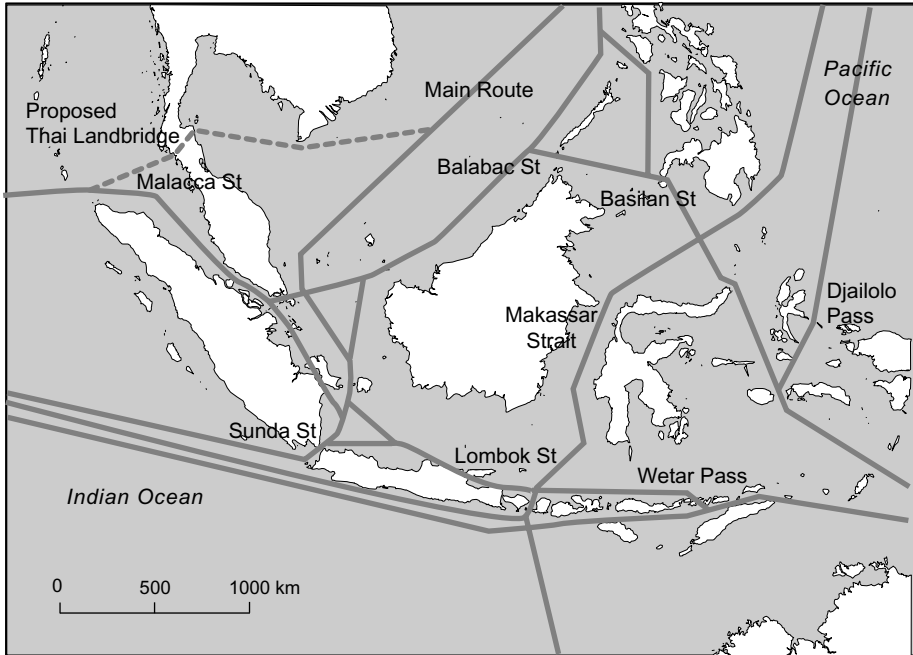 Pacific
Ocean
Main Route
Proposed
Thai Landbridge
Balabac St
Malacca St
Basilan St
Djailolo
Pass
Makassar
Strait
Sunda St
Lombok St
Wetar Pass
Indian Ocean
0 500 1000 km